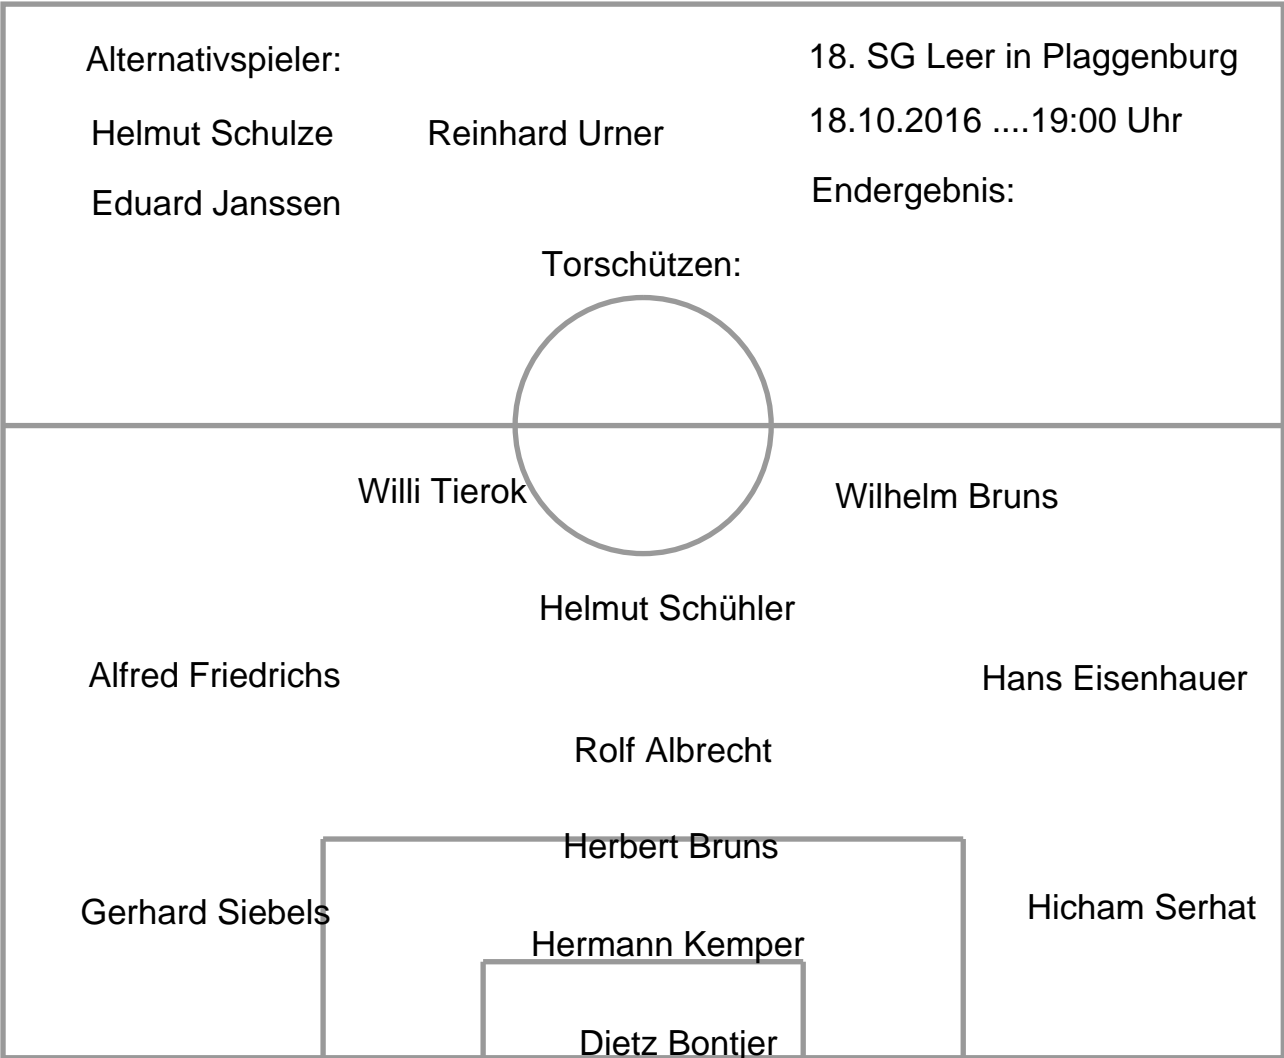 Alternativspieler:
Helmut Schulze Reinhard Urner
Eduard Janssen
18. SG Leer in Plaggenburg
18.10.2016 ....19:00 Uhr
Endergebnis:
Torschützen:
Willi Tierok
Wilhelm Bruns
Helmut Schühler
Alfred Friedrichs
Hans Eisenhauer
Rolf Albrecht
Herbert Bruns
Gerhard Siebels
Hicham Serhat
Hermann Kemper
Dietz Bontjer